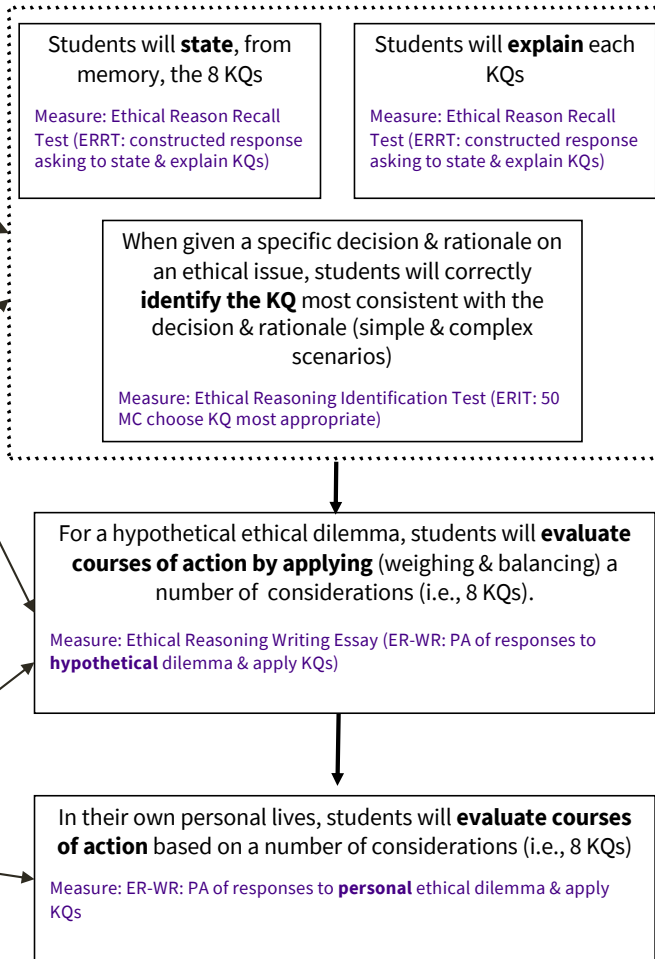 Students will state, from
memory, the 8 KQs
Measure: Ethical Reason Recall
Test (ERRT: constructed response
asking to state & explain KQs)
Students will explain each
KQs
Measure: Ethical Reason Recall
Test (ERRT: constructed response
asking to state & explain KQs)
When given a specific decision & rationale on
an ethical issue, students will correctly
identify the KQ most consistent with the
decision & rationale (simple & complex
scenarios)
Measure: Ethical Reasoning Identification Test (ERIT: 50
MC choose KQ most appropriate)
For a hypothetical ethical dilemma, students will evaluate
courses of action by applying (weighing & balancing) a
number of considerations (i.e., 8 KQs).
Measure: Ethical Reasoning Writing Essay (ER-WR: PA of responses to
hypothetical dilemma & apply KQs)
In their own personal lives, students will evaluate courses
of action based on a number of considerations (i.e., 8 KQs)
Measure: ER-WR: PA of responses to personal ethical dilemma & apply
KQs